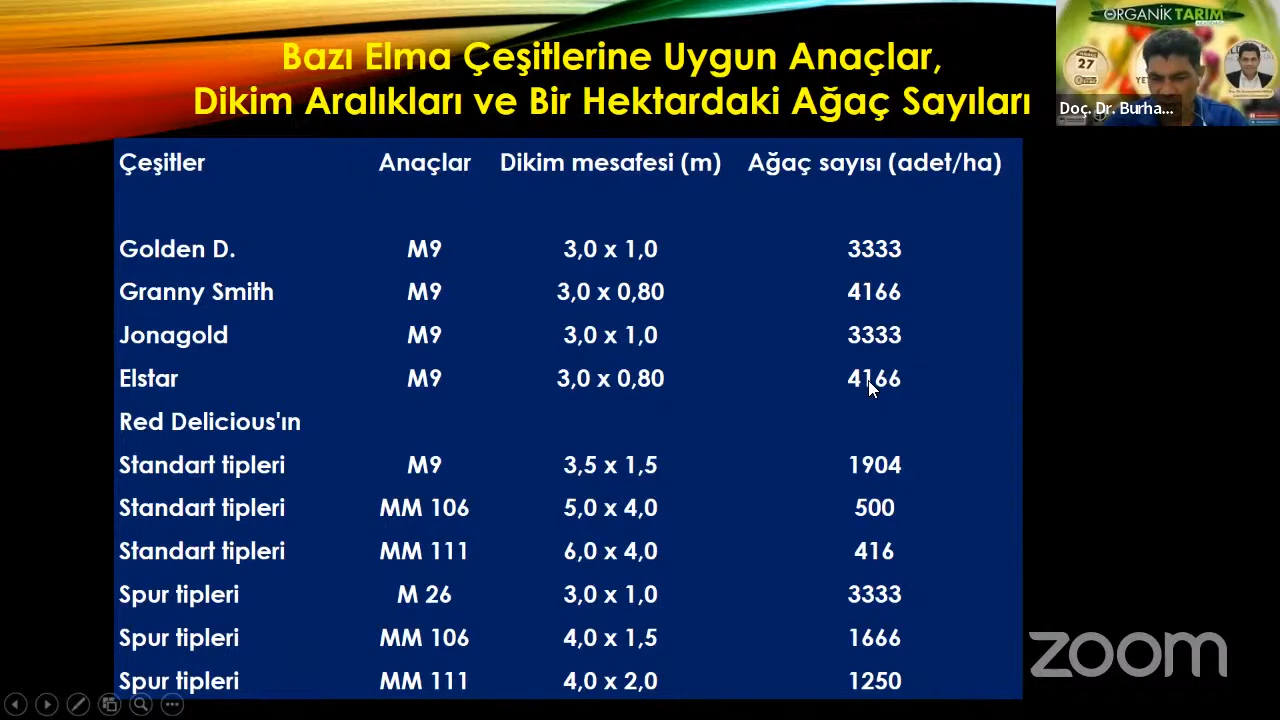 ORGANİK TARIM
27
Doç. Dr. Burha...
Bazı Elma Çeşitlerine Uygun Anaçlar,
Dikim Aralıkları ve Bir Hektardaki Ağaç Sayıları
Çeşitler Anaçlar Dikim mesafesi (m) Ağaç sayısı (adet/ha)
Golden D. M9 3,0 x 1,0 3333
Granny Smith M9 3,0 x 0,80 4166
Jonagold M9 3,0 x 1,0 3333
Elstar M9 3,0 x 0,80 4166
Red Delicious'ın
Standart tipleri M9 3,5 x 1,5 1904
Standart tipleri MM 106 5,0 x 4,0 500
Standart tipleri MM 111 6,0 x 4,0 416
Spur tipleri M 26 3,0 x 1,0 3333
Spur tipleri MM 106 4,0 x 1,5 1666
Spur tipleri MM 111 4,0 x 2,0 1250
zoom